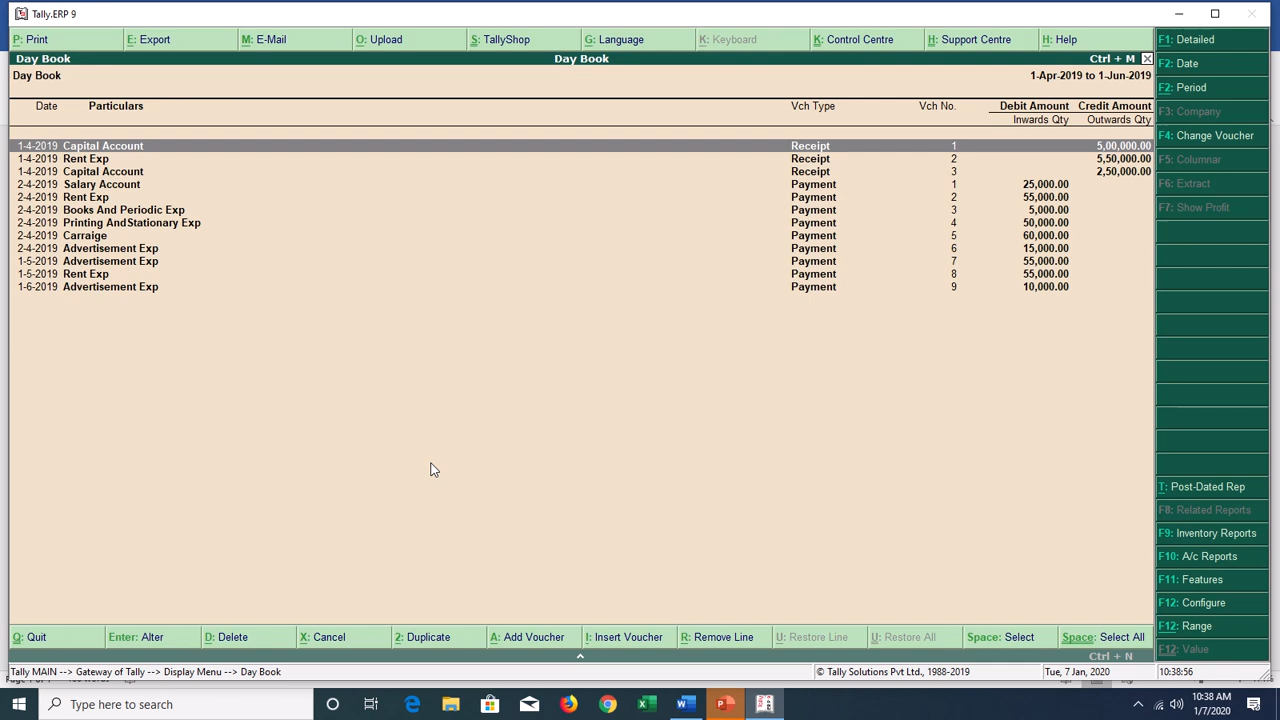 Tally.ERP 9
P: Print E: Export M: E-Mail O: Upload S: TallyShop G: Language K: Keyboard K: Control Centre H: Support Centre H: Help
Day Book Day Book Ctrl + M
Day Book 1-Apr-2019 to 1-Jun-2019
Date Particulars Vch Type Vch No. Debit Amount Credit Amount
Inwards Qty Outwards Qty
1-4-2019 Capital Account Receipt 1 5,00,000.00
1-4-2019 Rent Exp Receipt 2 5,50,000.00
1-4-2019 Capital Account Receipt 3 2,50,000.00
2-4-2019 Salary Account Payment 1 25,000.00
2-4-2019 Rent Exp Payment 2 55,000.00
2-4-2019 Books And Periodic Exp Payment 3 5,000.00
2-4-2019 Printing AndStationary Exp Payment 4 50,000.00
2-4-2019 Carraige Payment 5 60,000.00
2-4-2019 Advertisement Exp Payment 6 15,000.00
1-5-2019 Advertisement Exp Payment 7 55,000.00
1-5-2019 Rent Exp Payment 8 55,000.00
1-6-2019 Advertisement Exp Payment 9 10,000.00
F1: Detailed
F2: Date
F2: Period
F3: Company
F4: Change Voucher
F5: Columnar
F6: Extract
F7: Show Profit
T: Post-Dated Rep
F8: Related Reports
F9: Inventory Reports
F10: A/c Reports
F11: Features
F12: Configure
F12: Range
F12: Value
Q: Quit Enter: Alter D: Delete X: Cancel 2: Duplicate A: Add Voucher I: Insert Voucher R: Remove Line U: Restore Line U: Restore All Space: Select Space: Select All
Ctrl + N
Tally MAIN --> Gateway of Tally --> Display Menu --> Day Book © Tally Solutions Pvt Ltd., 1988-2019 Tue, 7 Jan, 2020 10:38:56
Type here to search 10:38 AM
1/7/2020